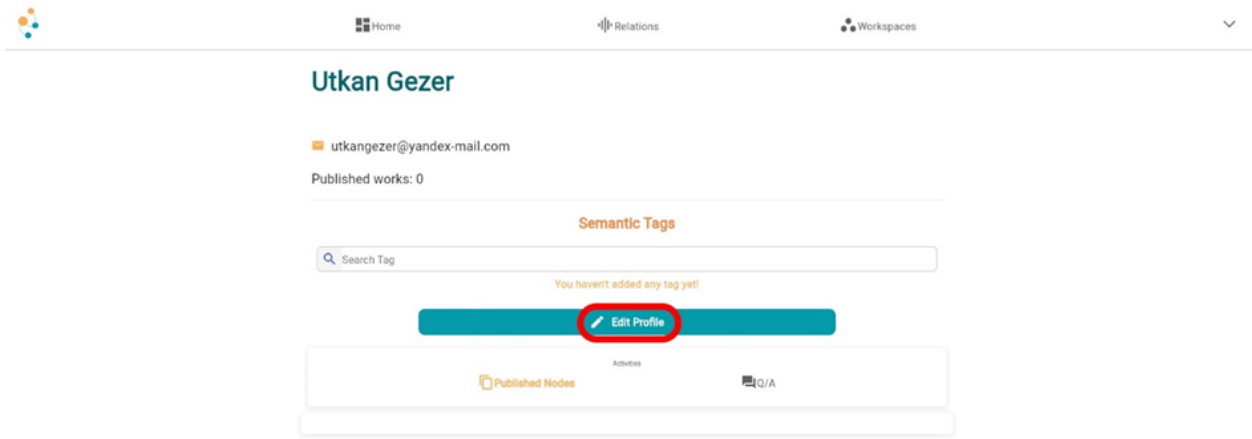 Home Relations Workspaces
Utkan Gezer
utkangezer@yandex-mail.com
Published works: 0
Semantic Tags
Search Tag
You haven't added any tag yet!
Edit Profile
Activities
Published Nodes Q/A